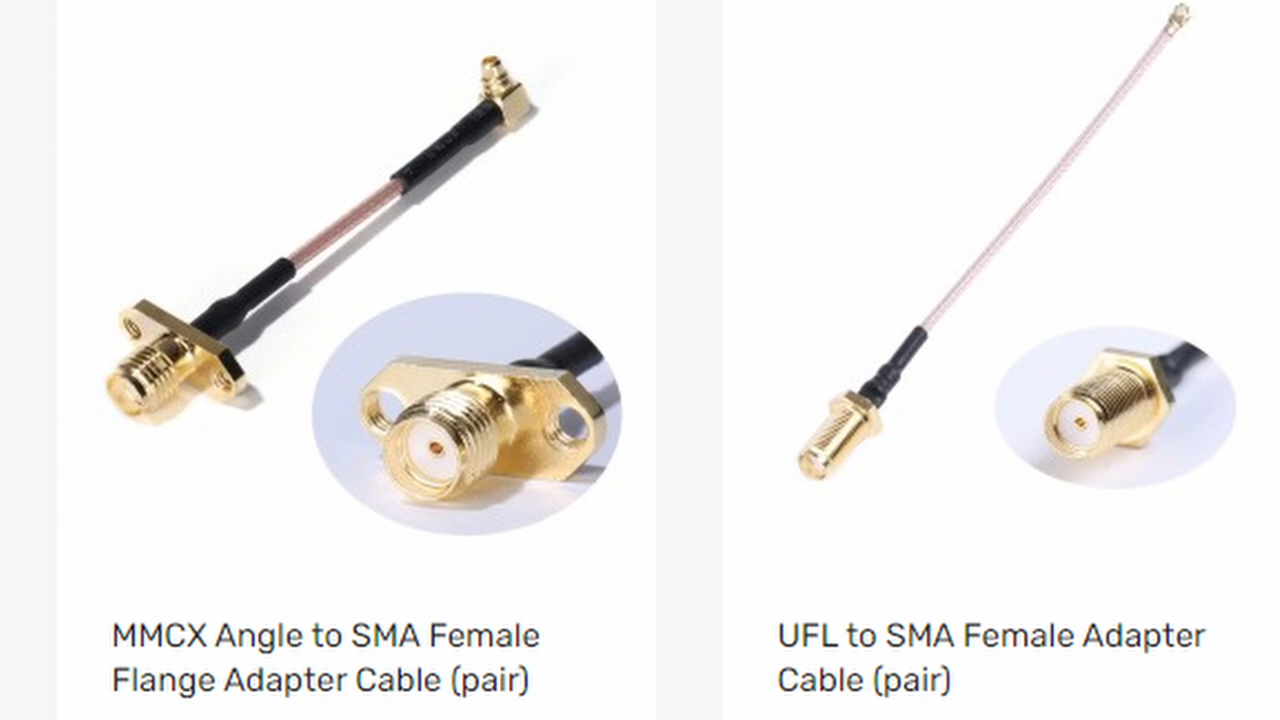 MMCX Angle to SMA Female
Flange Adapter Cable (pair)
UFL to SMA Female Adapter
Cable (pair)